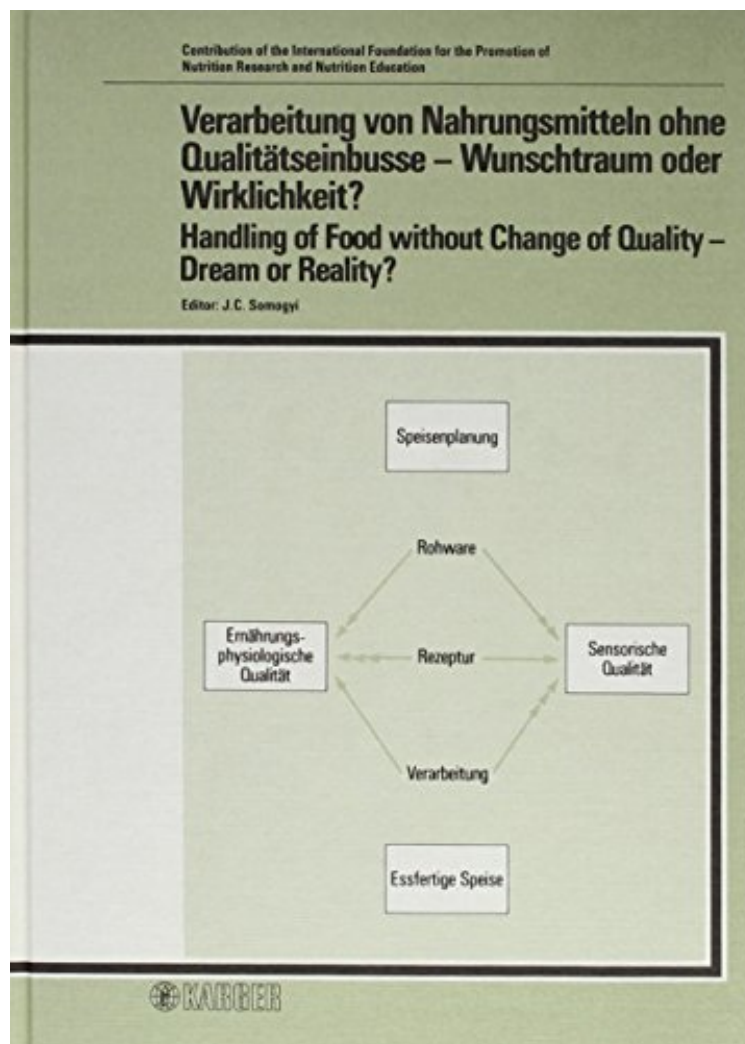 Contribution of the International Foundation for the Promotion of
Nutrition Research and Nutrition Education
Verarbeitung von Nahrungsmitteln ohne
Qualitätseinbusse – Wunschtraum oder
Wirklichkeit?
Handling of Food without Change of Quality –
Dream or Reality?
Editor: J.C. Somogyi
Speisenplanung
Rohware
Ernährungs-
physiologische
Qualität
Rezeptur
Sensorische
Qualität
Verarbeitung
Essfertige Speise
KARGER